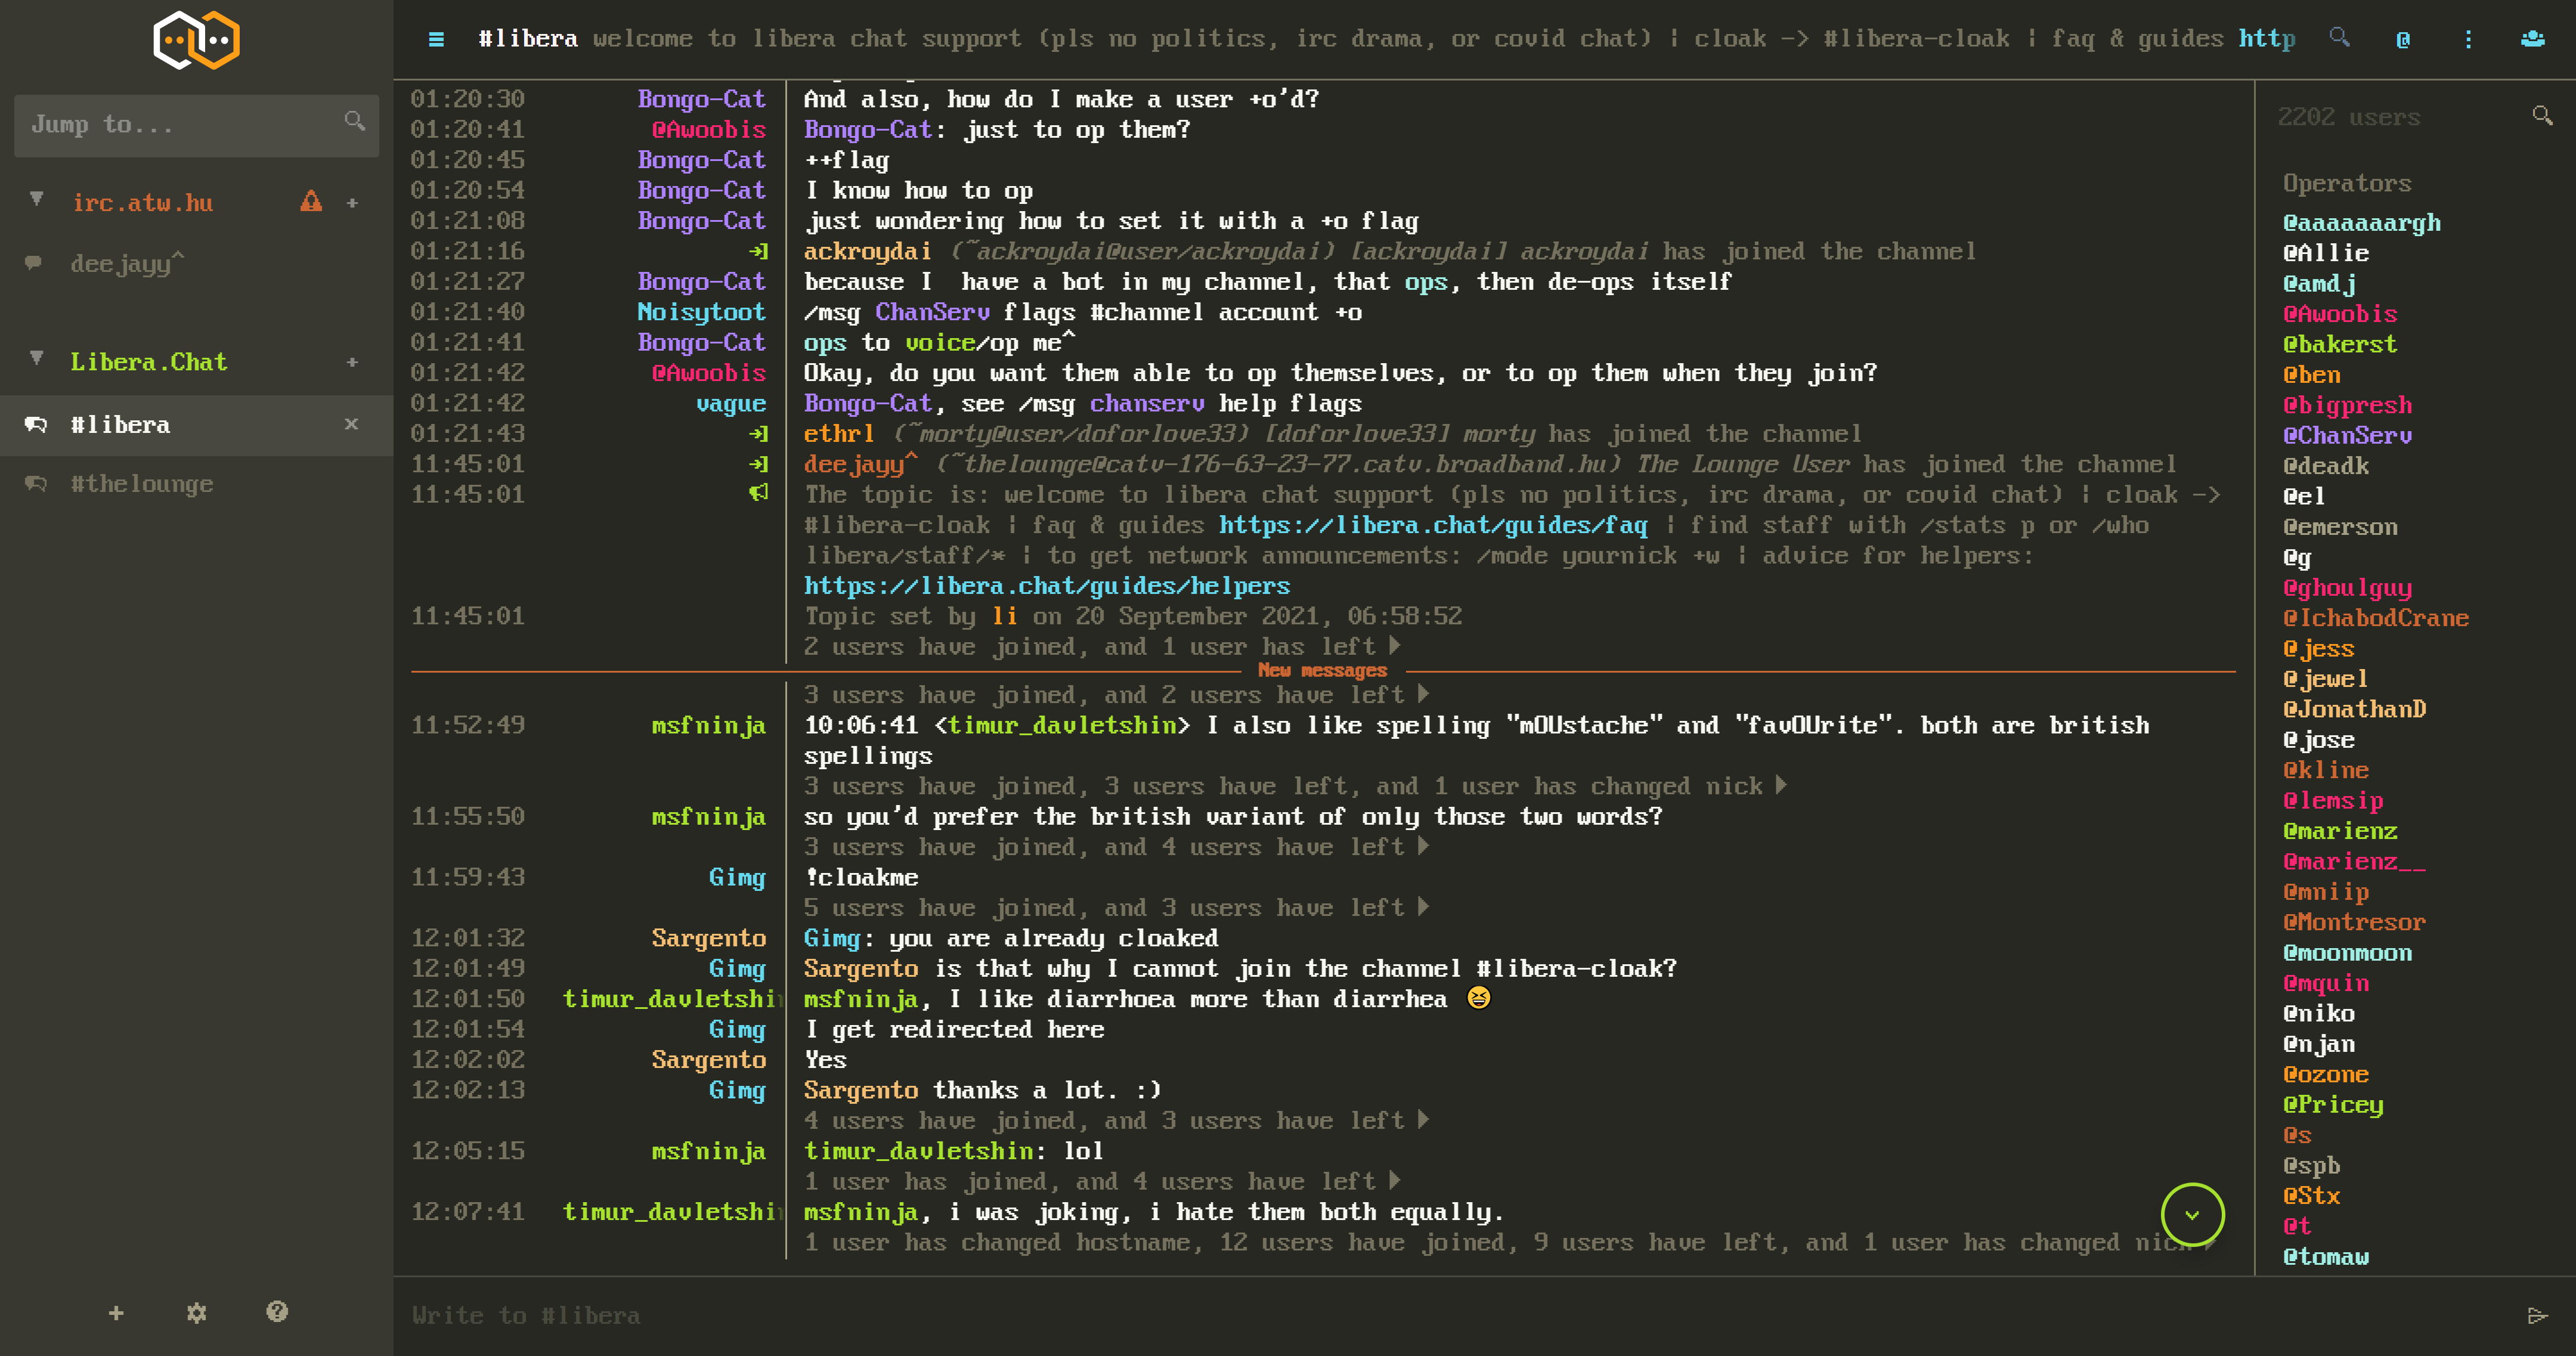 Jump to...
irc.atw.hu +
deejayy^
Libera.Chat +
#libera ×
#thelounge
#libera welcome to libera chat support (pls no politics, irc drama, or covid chat) | cloak -> #libera-cloak | faq & guides http
@
01:20:30 Bongo-Cat And also, how do I make a user +o'd?
01:20:41 @Awoobis Bongo-Cat: just to op them?
01:20:45 Bongo-Cat ++flag
01:20:54 Bongo-Cat I know how to op
01:21:08 Bongo-Cat just wondering how to set it with a +o flag
01:21:16 ackroydai (~ackroydai@user/ackroydai) [ackroydai] ackroydai has joined the channel
01:21:27 Bongo-Cat because I  have a bot in my channel, that ops, then de-ops itself
01:21:40 Noisytoot /msg ChanServ flags #channel account +o
01:21:41 Bongo-Cat ops to voice/op me^
01:21:42 @Awoobis Okay, do you want them able to op themselves, or to op them when they join?
01:21:42 vague Bongo-Cat, see /msg chanserv help flags
01:21:43 ethrl (~morty@user/doforlove33) [doforlove33] morty has joined the channel
11:45:01 deejayy^ (~thelounge@catv-176-63-23-77.catv.broadband.hu) The Lounge User has joined the channel
11:45:01 The topic is: welcome to libera chat support (pls no politics, irc drama, or covid chat) | cloak ->
#libera-cloak | faq & guides https://libera.chat/guides/faq | find staff with /stats p or /who
libera/staff/* | to get network announcements: /mode yournick +w | advice for helpers:
https://libera.chat/guides/helpers
11:45:01 Topic set by li on 20 September 2021, 06:58:52
2 users have joined, and 1 user has left
New messages
3 users have joined, and 2 users have left
11:52:49 msfninja 10:06:41 <timur_davletshin> I also like spelling "mOUstache" and "favOUrite". both are british
spellings
3 users have joined, 3 users have left, and 1 user has changed nick
11:55:50 msfninja so you'd prefer the british variant of only those two words?
3 users have joined, and 4 users have left
11:59:43 Gimg !cloakme
5 users have joined, and 3 users have left
12:01:32 Sargento Gimg: you are already cloaked
12:01:49 Gimg Sargento is that why I cannot join the channel #libera-cloak?
12:01:50 timur_davletshin msfninja, I like diarrhoea more than diarrhea 😆
12:01:54 Gimg I get redirected here
12:02:02 Sargento Yes
12:02:13 Gimg Sargento thanks a lot. :)
4 users have joined, and 3 users have left
12:05:15 msfninja timur_davletshin: lol
1 user has joined, and 4 users have left
12:07:41 timur_davletshin msfninja, i was joking, i hate them both equally.
1 user has changed hostname, 12 users have joined, 9 users have left, and 1 user has changed nick
Write to #libera
2202 users
Operators
@aaaaaaargh
@Allie
@amdj
@Awoobis
@bakerst
@ben
@bigpresh
@ChanServ
@deadk
@el
@emerson
@g
@ghoulguy
@IchabodCrane
@jess
@jewel
@JonathanD
@jose
@kline
@lemsip
@marienz
@marienz__
@mniip
@Montresor
@moonmoon
@mquin
@niko
@njan
@ozone
@Pricey
@s
@spb
@Stx
@t
@tomaw